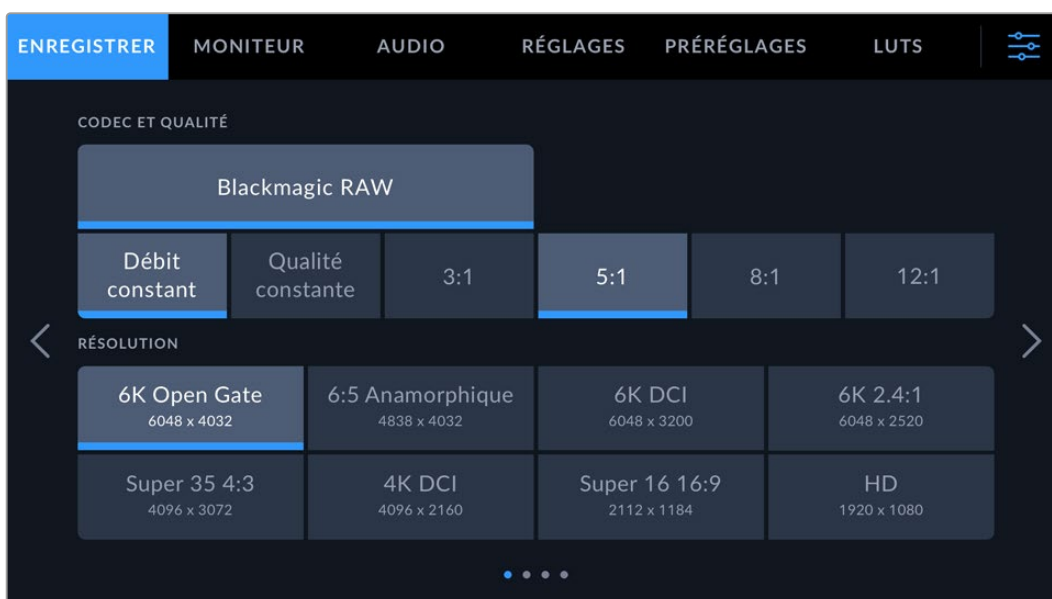 ENREGISTRER MONITEUR AUDIO RÉGLAGES PRÉRÉGLAGES LUTS
CODEC ET QUALITÉ
Blackmagic RAW
Débit constant
Qualité constante
3:1
5:1
8:1
12:1
RÉSOLUTION
6K Open Gate
6048 x 4032
6:5 Anamorphique
4838 x 4032
6K DCI
6048 x 3200
6K 2.4:1
6048 x 2520
Super 35 4:3
4096 x 3072
4K DCI
4096 x 2160
Super 16 16:9
2112 x 1184
HD
1920 x 1080